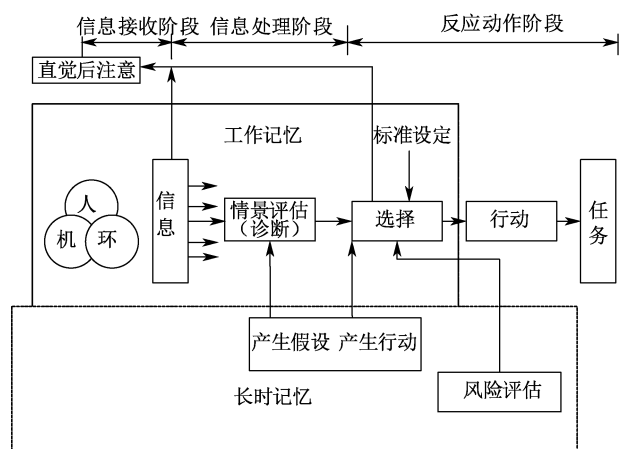 信息接收阶段 信息处理阶段 反应动作阶段
直觉后注意
工作记忆 标准设定
人
机 环
信息
情景评估
（诊断）
选择
行动
任务
产生假设 产生行动
风险评估
长时记忆